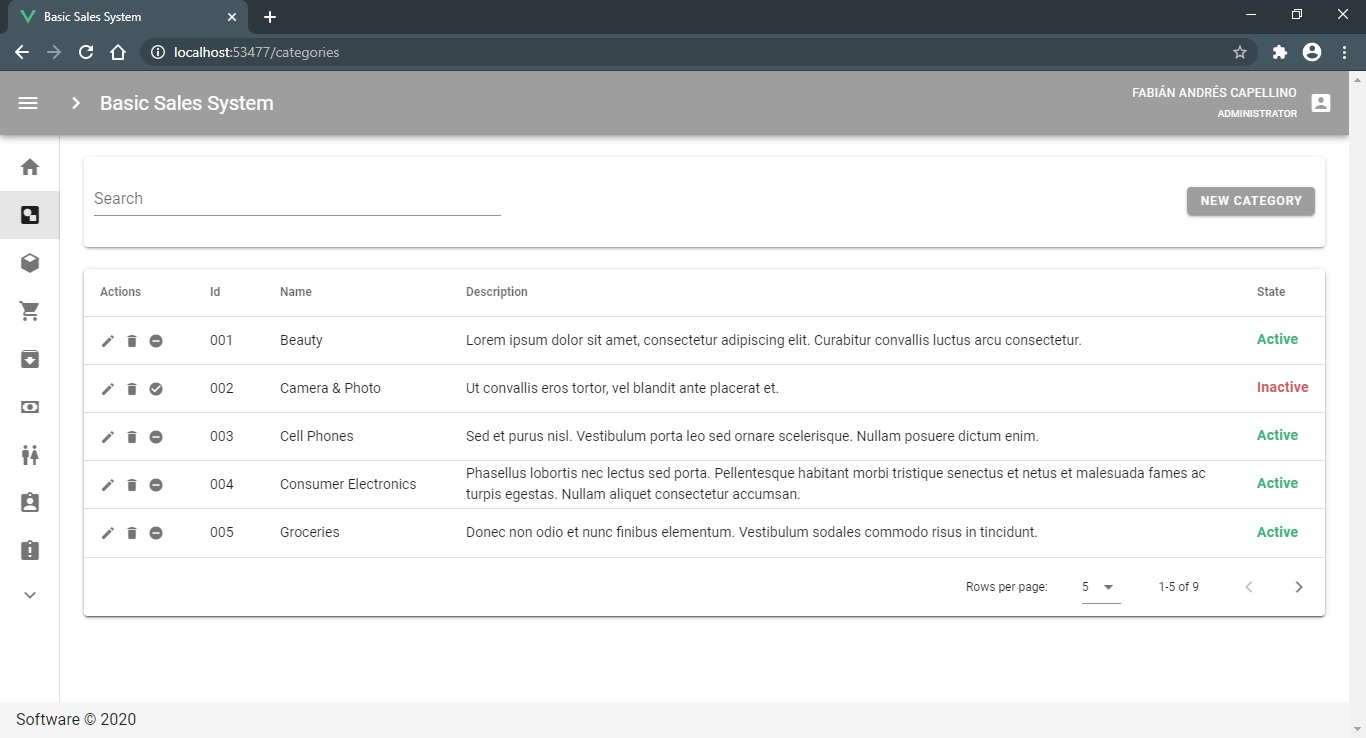 Basic Sales System
localhost:53477/categories
Basic Sales System
FABIÁN ANDRÉS CAPELLINO
ADMINISTRATOR
Search
NEW CATEGORY
Actions Id Name Description State
001 Beauty Lorem ipsum dolor sit amet, consectetur adipiscing elit. Curabitur convallis luctus arcu consectetur. Active
002 Camera & Photo Ut convallis eros tortor, vel blandit ante placerat et. Inactive
003 Cell Phones Sed et purus nisl. Vestibulum porta leo sed ornare scelerisque. Nullam posuere dictum enim. Active
004 Consumer Electronics Phasellus lobortis nec lectus sed porta. Pellentesque habitant morbi tristique senectus et netus et malesuada fames ac
turpis egestas. Nullam aliquet consectetur accumsan. Active
005 Groceries Donec non odio et nunc finibus elementum. Vestibulum sodales commodo risus in tincidunt. Active
Rows per page: 5 1-5 of 9
Software © 2020